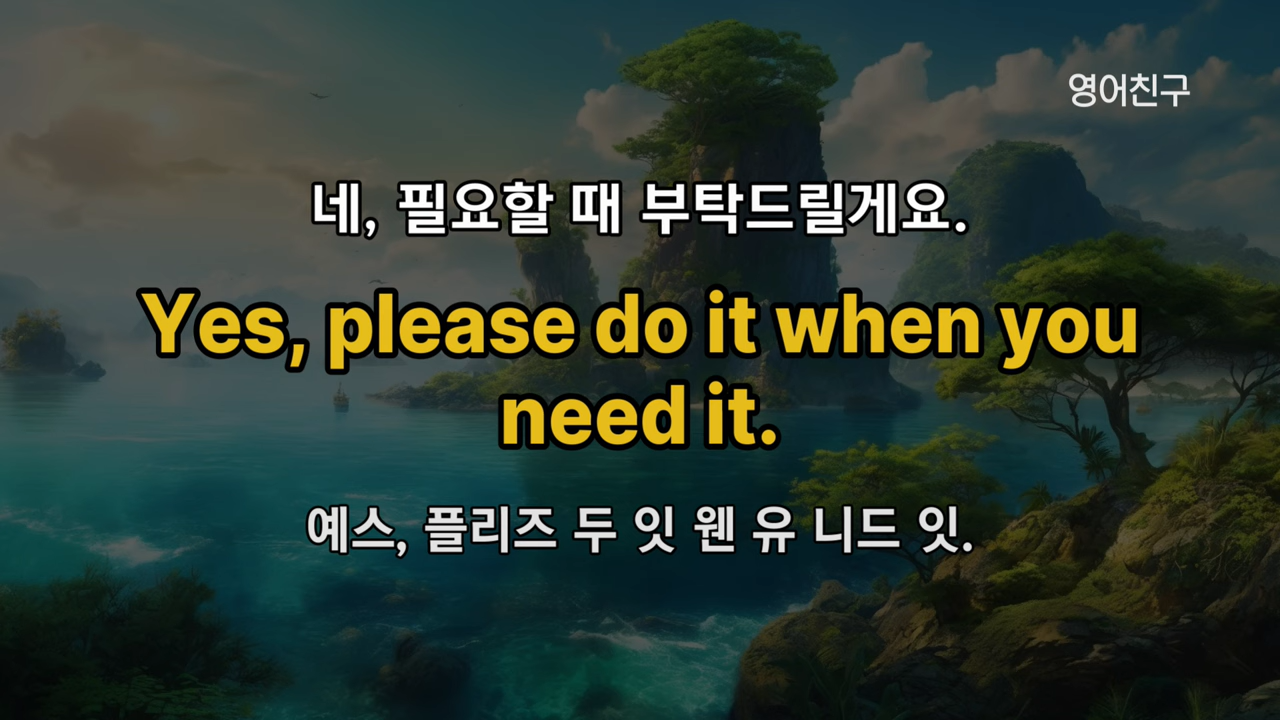 영어친구
네, 필요할 때 부탁드릴게요.
Yes, please do it when you
need it.
예스, 플리즈 두 잇 웬 유 니드 잇.